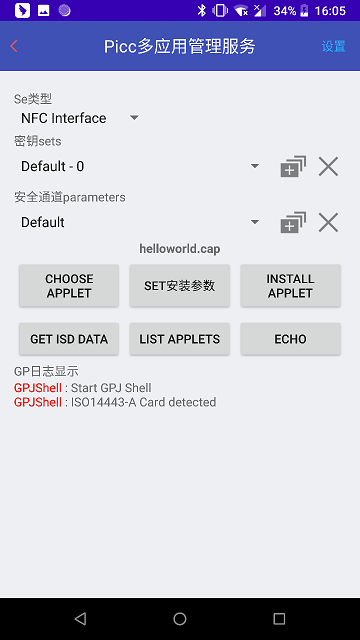 34% 16:05
Picc多应用管理服务 设置
Se类型
NFC Interface
密钥sets
Default - 0
安全通道parameters
Default
helloworld.cap
CHOOSE APPLET
SET安装参数
INSTALL APPLET
GET ISD DATA
LIST APPLETS
ECHO
GP日志显示
GPJShell : Start GPJ Shell
GPJShell : ISO14443-A Card detected